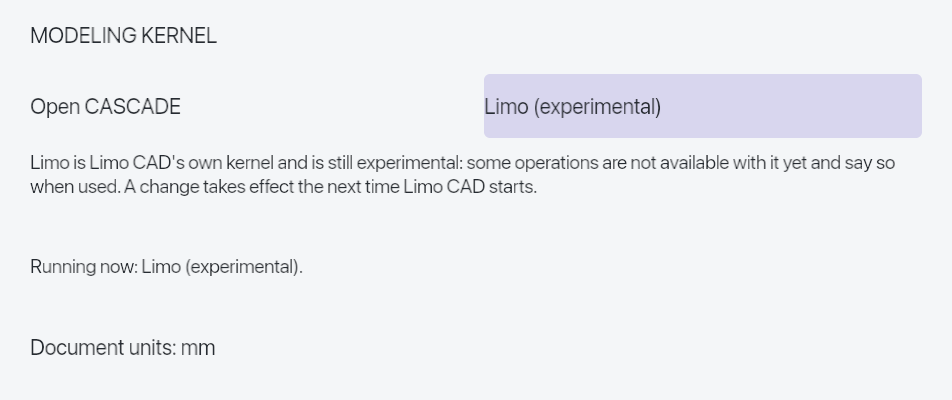 MODELING KERNEL
Open CASCADE
Limo (experimental)
Limo is Limo CAD's own kernel and is still experimental: some operations are not available with it yet and say so
when used. A change takes effect the next time Limo CAD starts.
Running now: Limo (experimental).
Document units: mm